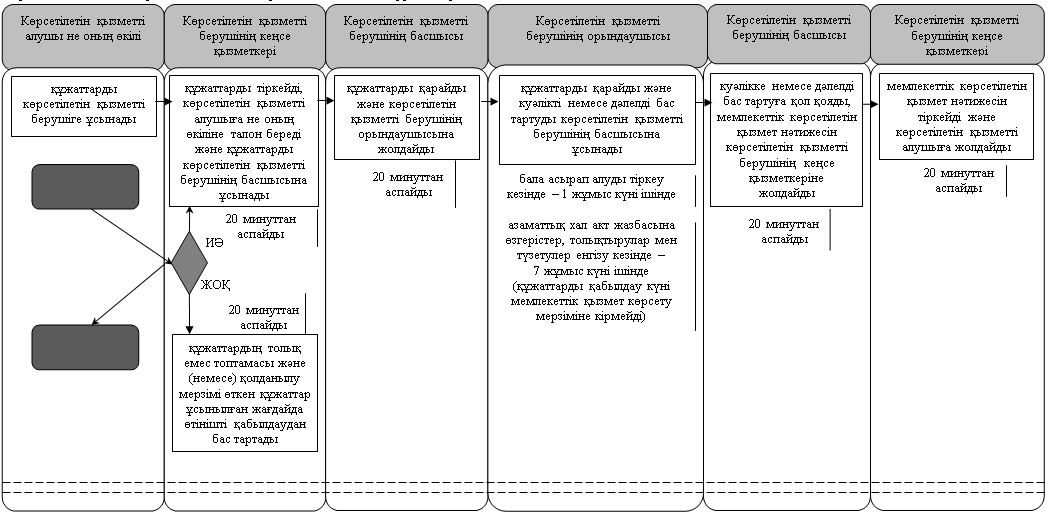 Көрсетілетін қызметті
алушы не оның өкілі
Көрсетілетін қызметті
берушінің кеңсе
қызметкері
Көрсетілетін қызметті
берушінің басшысы
Көрсетілетін қызметті
берушінің орындаушысы
Көрсетілетін қызметті
берушінің басшысы
Көрсетілетін қызметті
берушінің кеңсе
қызметкері
құжаттарды
көрсетілетін қызметті
берушіге ұсынады
құжаттарды тіркейді,
көрсетілетін қызметті
алушыға не оның
өкіліне талон береді
және құжаттарды
көрсетілетін қызметті
берушінің басшысына
ұсынады
20 минуттан
аспайды
ИӘ
ЖОҚ
20 минуттан
аспайды
құжаттардың толық
емес топтамасы және
(немесе) қолданылу
мерзімі өткен құжаттар
ұсынылған жағдайда
өтінішті қабылдаудан
бас тартады
құжаттарды қарайды
және көрсетілетін
қызметті берушінің
орындаушысына
жолдайды
20 минуттан
аспайды
құжаттарды қарайды және
куәлікті немесе дәлелді бас
тартуды көрсетілетін қызметті
берушінің басшысына
ұсынады
бала асырап алуды тіркеу
кезінде – 1 жұмыс күні ішінде
азаматтық хал акт жазбасына
өзгерістер, толықтырулар мен
түзетулер енгізу кезінде –
7 жұмыс күні ішінде
(құжаттарды қабылдау күні
мемлекеттік қызмет көрсету
мерзіміне кірмейді)
куәлікке немесе дәлелді
бас тартуға қол қояды,
мемлекеттік көрсетілетін
қызмет нәтижесін
көрсетілетін қызметті
берушінің кеңсе
қызметкеріне
жолдайды
20 минуттан
аспайды
мемлекеттік көрсетілетін
қызмет нәтижесін
тіркейді және
көрсетілетін қызметті
алушыға жолдайды
20 минуттан
аспайды